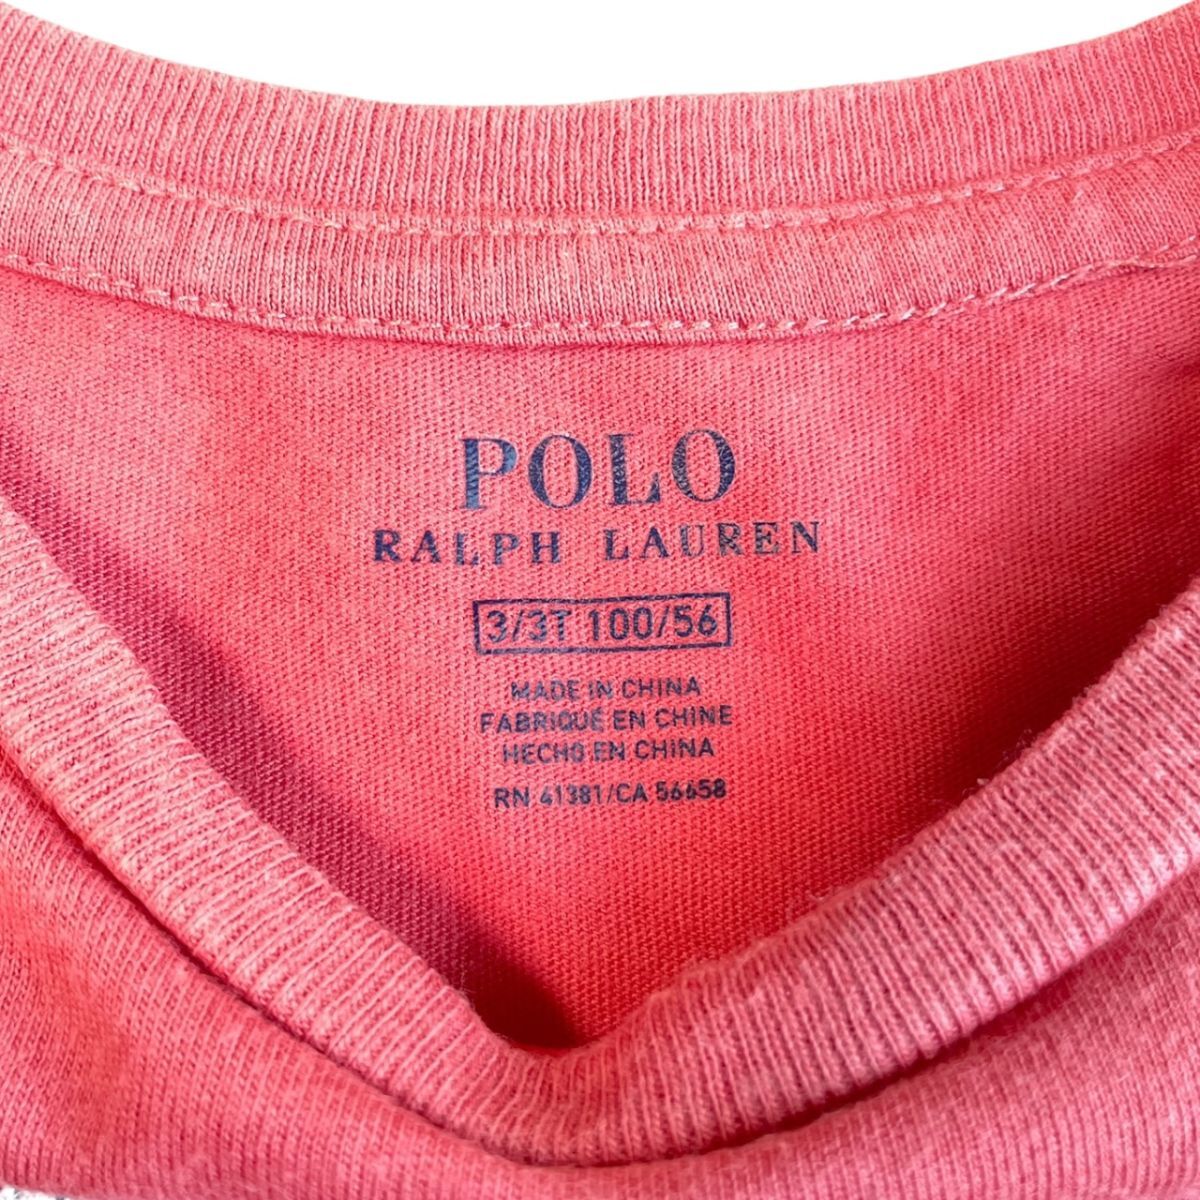 POLO
RALPH LAUREN
3/3T 100/56
MADE IN CHINA
FABRIQUÉ EN CHINE
HECHO EN CHINA
RN 41381/CA 56658